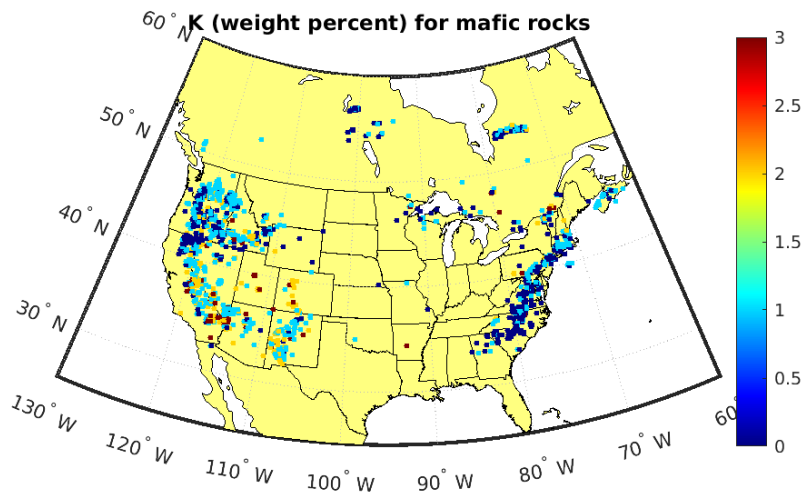 K (weight percent) for mafic rocks
60° N
50° N
40° N
30° N
130° W
120° W
110° W
100° W
90° W
80° W
70° W
60°
3
2.5
2
1.5
1
0.5
0